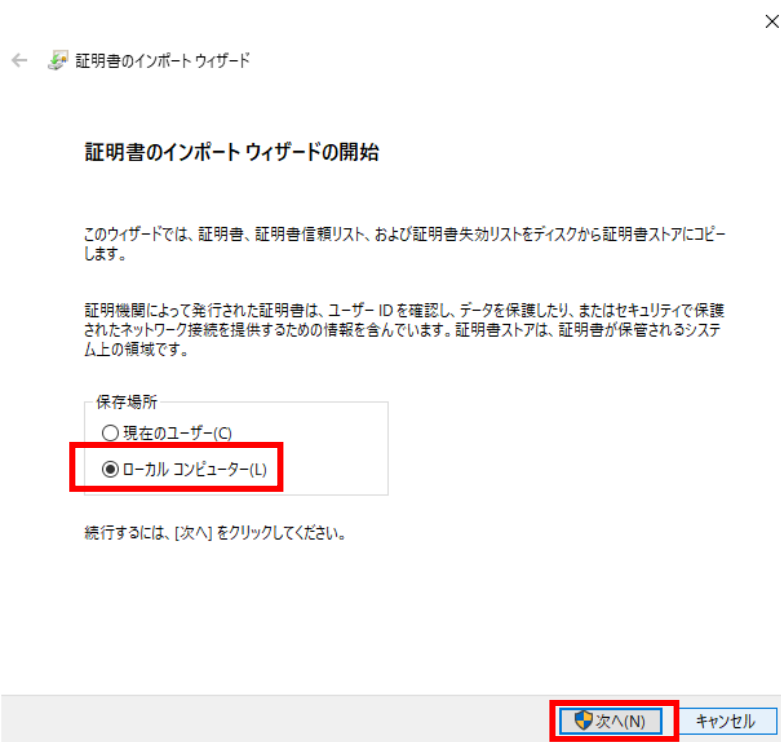 証明書のインポート ウィザード
証明書のインポート ウィザードの開始
このウィザードでは、証明書、証明書信頼リスト、および証明書失効リストをディスクから証明書ストアにコピー
します。
証明機関によって発行された証明書は、ユーザー ID を確認し、データを保護したり、またはセキュリティで保護
されたネットワーク接続を提供するための情報を含んでいます。証明書ストアは、証明書が保管されるシステ
ム上の領域です。
保存場所
現在のユーザー(C)
ローカル コンピューター(L)
続行するには、[次へ] をクリックしてください。
次へ(N)
キャンセル